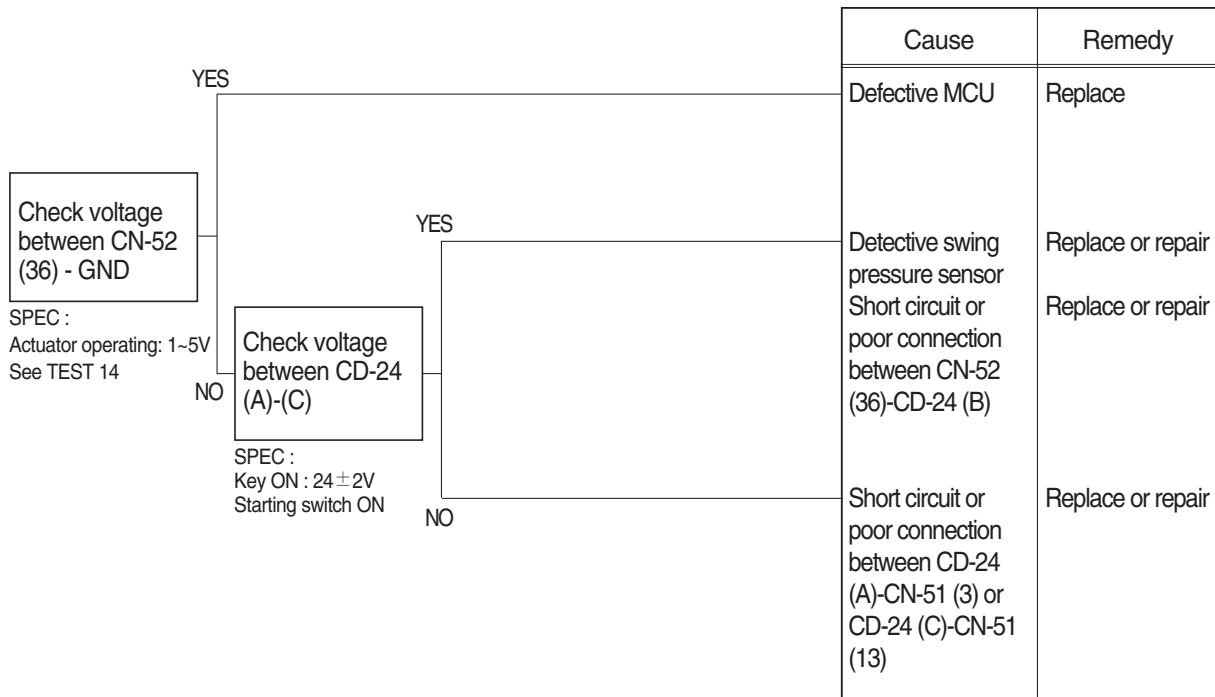 Cause Remedy
YES
Defective MCU Replace
Check voltage
between CN-52
(36) - GND
SPEC :
Actuator operating: 1~5V
See TEST 14
NO
Check voltage
between CD-24
(A)-(C)
SPEC :
Key ON : 24±2V
Starting switch ON
YES
Detective swing Replace or repair
pressure sensor
Short circuit or Replace or repair
poor connection
between CN-52
(36)-CD-24 (B)
NO
Short circuit or Replace or repair
poor connection
between CD-24
(A)-CN-51 (3) or
CD-24 (C)-CN-51
(13)